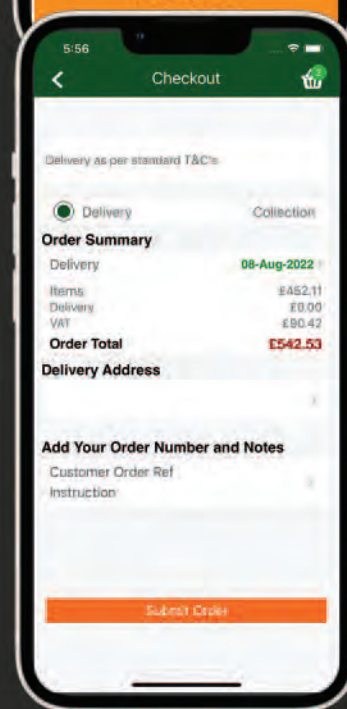 5:56
Checkout
2
Delivery as per standard T&C's
Delivery Collection
Order Summary
Delivery 08-Aug-2022
Items £452.11
Delivery £0.00
VAT £90.42
Order Total £542.53
Delivery Address
Add Your Order Number and Notes
Customer Order Ref
Instruction
Submit Order